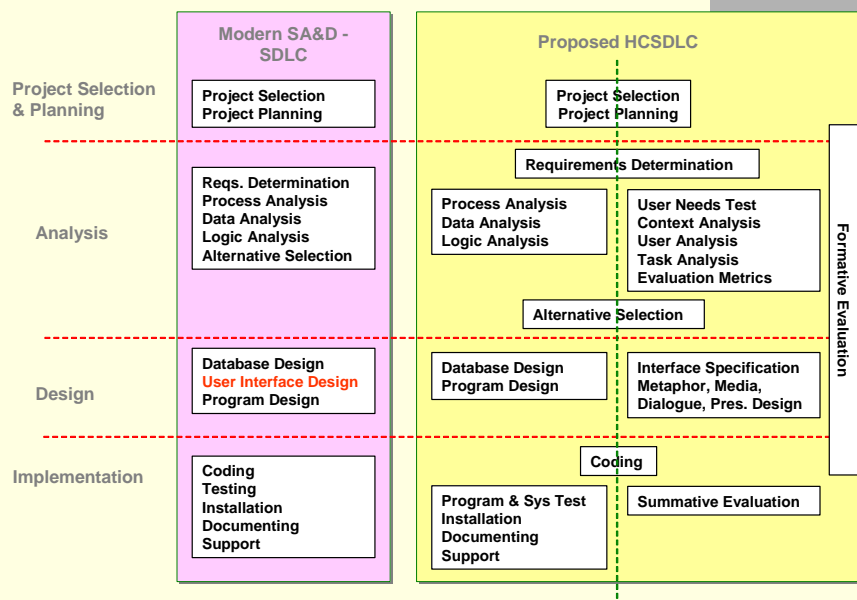 Modern SA&D -
SDLC
Proposed HCSDLC
Project Selection
& Planning
Project Selection
Project Planning
Project Selection
Project Planning
Analysis
Reqs. Determination
Process Analysis
Data Analysis
Logic Analysis
Alternative Selection
Requirements Determination
Process Analysis
Data Analysis
Logic Analysis
User Needs Test
Context Analysis
User Analysis
Task Analysis
Evaluation Metrics
Alternative Selection
Formative Evaluation
Design
Database Design
User Interface Design
Program Design
Database Design
Program Design
Interface Specification
Metaphor, Media,
Dialogue, Pres. Design
Implementation
Coding
Testing
Installation
Documenting
Support
Coding
Program & Sys Test
Installation
Documenting
Support
Summative Evaluation